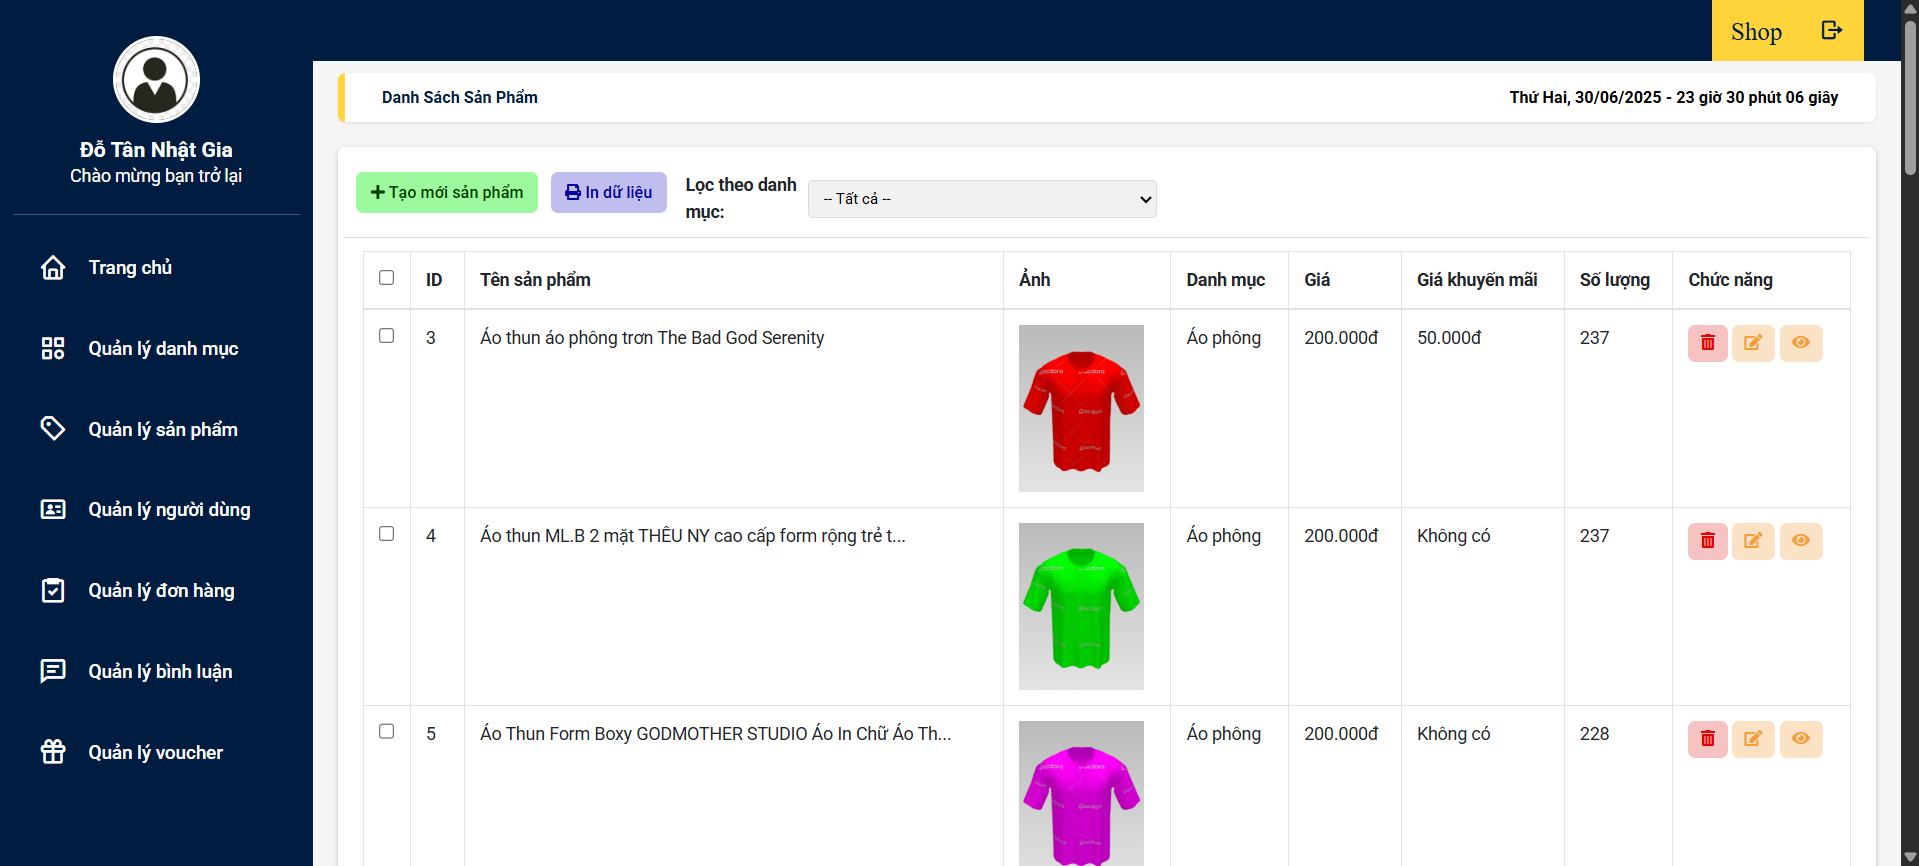 Shop
Đỗ Tân Nhật Gia
Chào mừng bạn trở lại
Trang chủ
Quản lý danh mục
Quản lý sản phẩm
Quản lý người dùng
Quản lý đơn hàng
Quản lý bình luận
Quản lý voucher
Danh Sách Sản Phẩm
Thứ Hai, 30/06/2025 - 23 giờ 30 phút 06 giây
Tạo mới sản phẩm
In dữ liệu
Lọc theo danh
mục:
-- Tất cả --
ID Tên sản phẩm Ảnh Danh mục Giá Giá khuyến mãi Số lượng Chức năng
3 Áo thun áo phông trơn The Bad God Serenity Áo phông 200.000đ 50.000đ 237
4 Áo thun ML.B 2 mặt THÊU NY cao cấp form rộng trẻ t... Áo phông 200.000đ Không có 237
5 Áo Thun Form Boxy GODMOTHER STUDIO Áo In Chữ Áo Th... Áo phông 200.000đ Không có 228